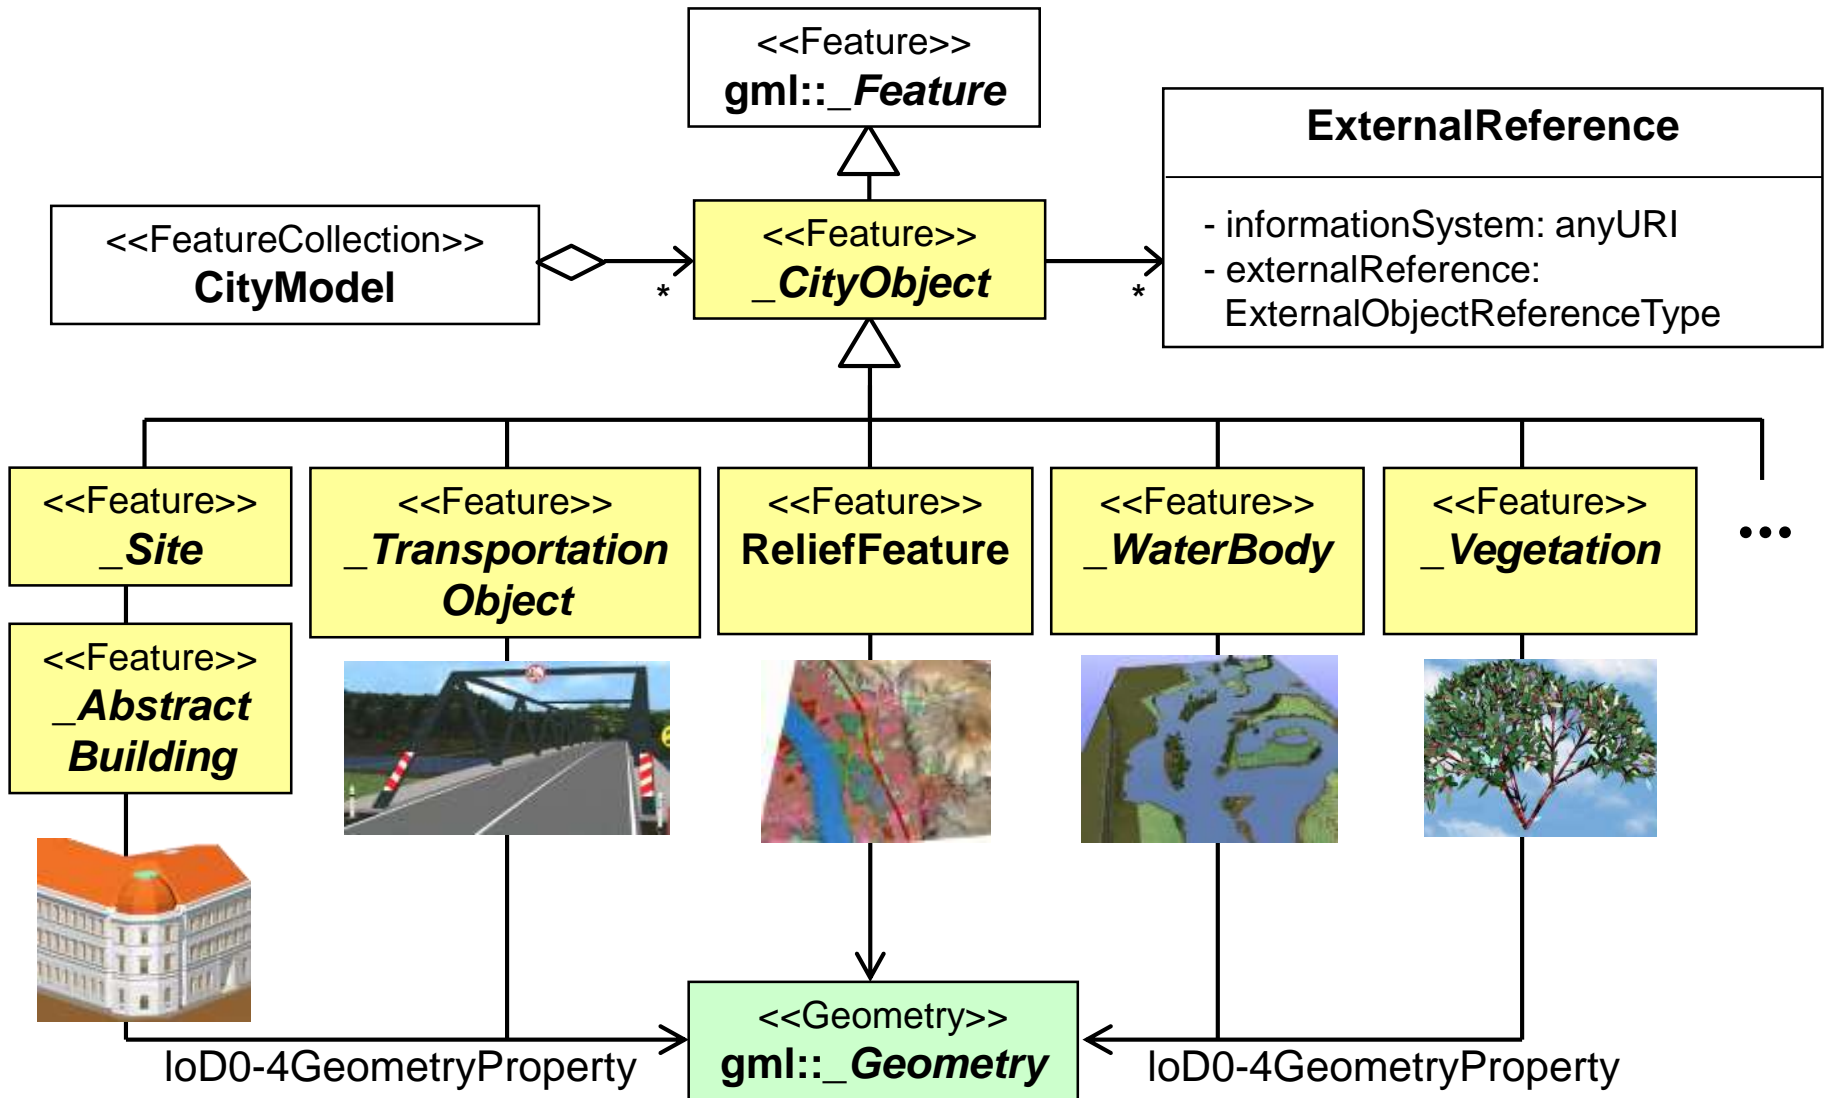 <<Feature>>
gml::_Feature
ExternalReference
- informationSystem: anyURI
- externalReference:
ExternalObjectReferenceType
<<FeatureCollection>>
CityModel
*
<<Feature>>
_CityObject
*
<<Feature>>
_Site
<<Feature>>
_Transportation
Object
<<Feature>>
ReliefFeature
<<Feature>>
_WaterBody
<<Feature>>
_Vegetation
...
<<Feature>>
_Abstract
Building
<<Geometry>>
gml::_Geometry
loD0-4GeometryProperty
loD0-4GeometryProperty